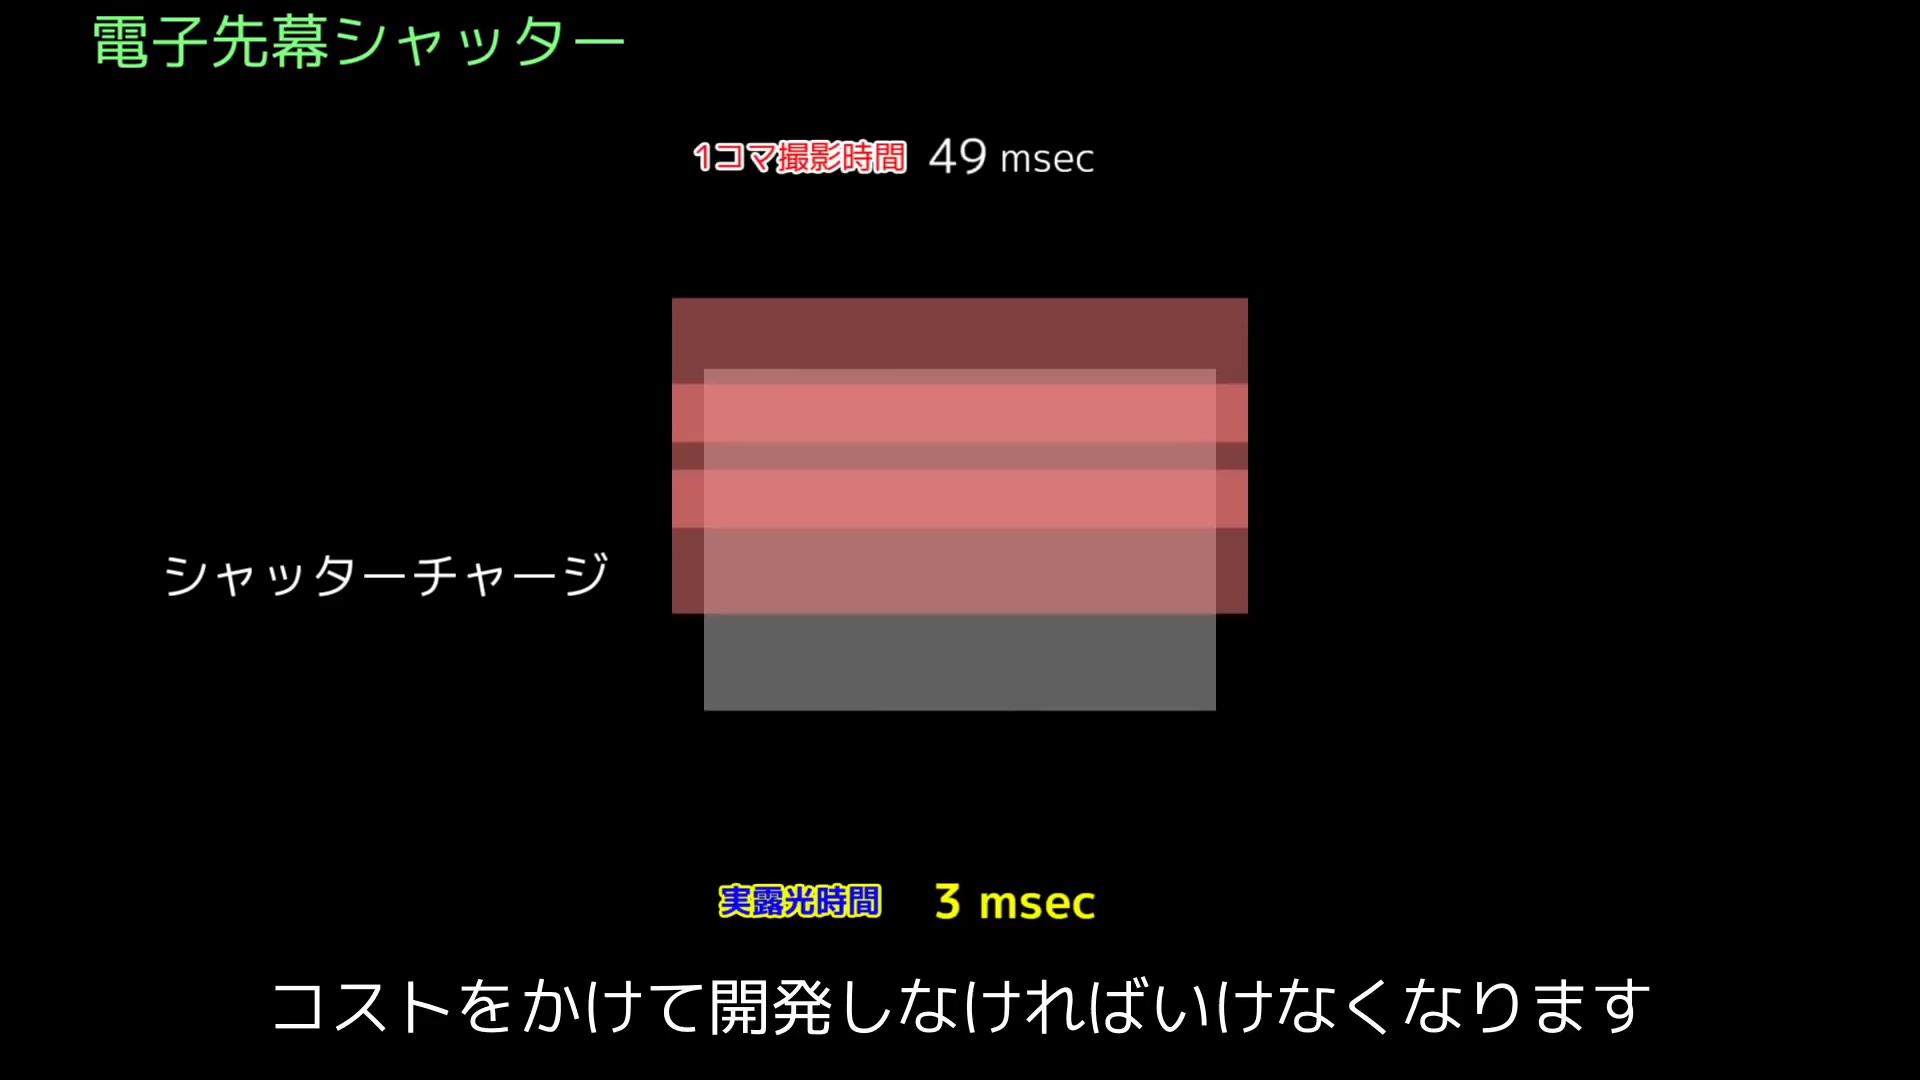 電子先幕シャッター
1コマ撮影時間 49 msec
シャッターチャージ
実露光時間 3 msec
コストをかけて開発しなければいけなくなります